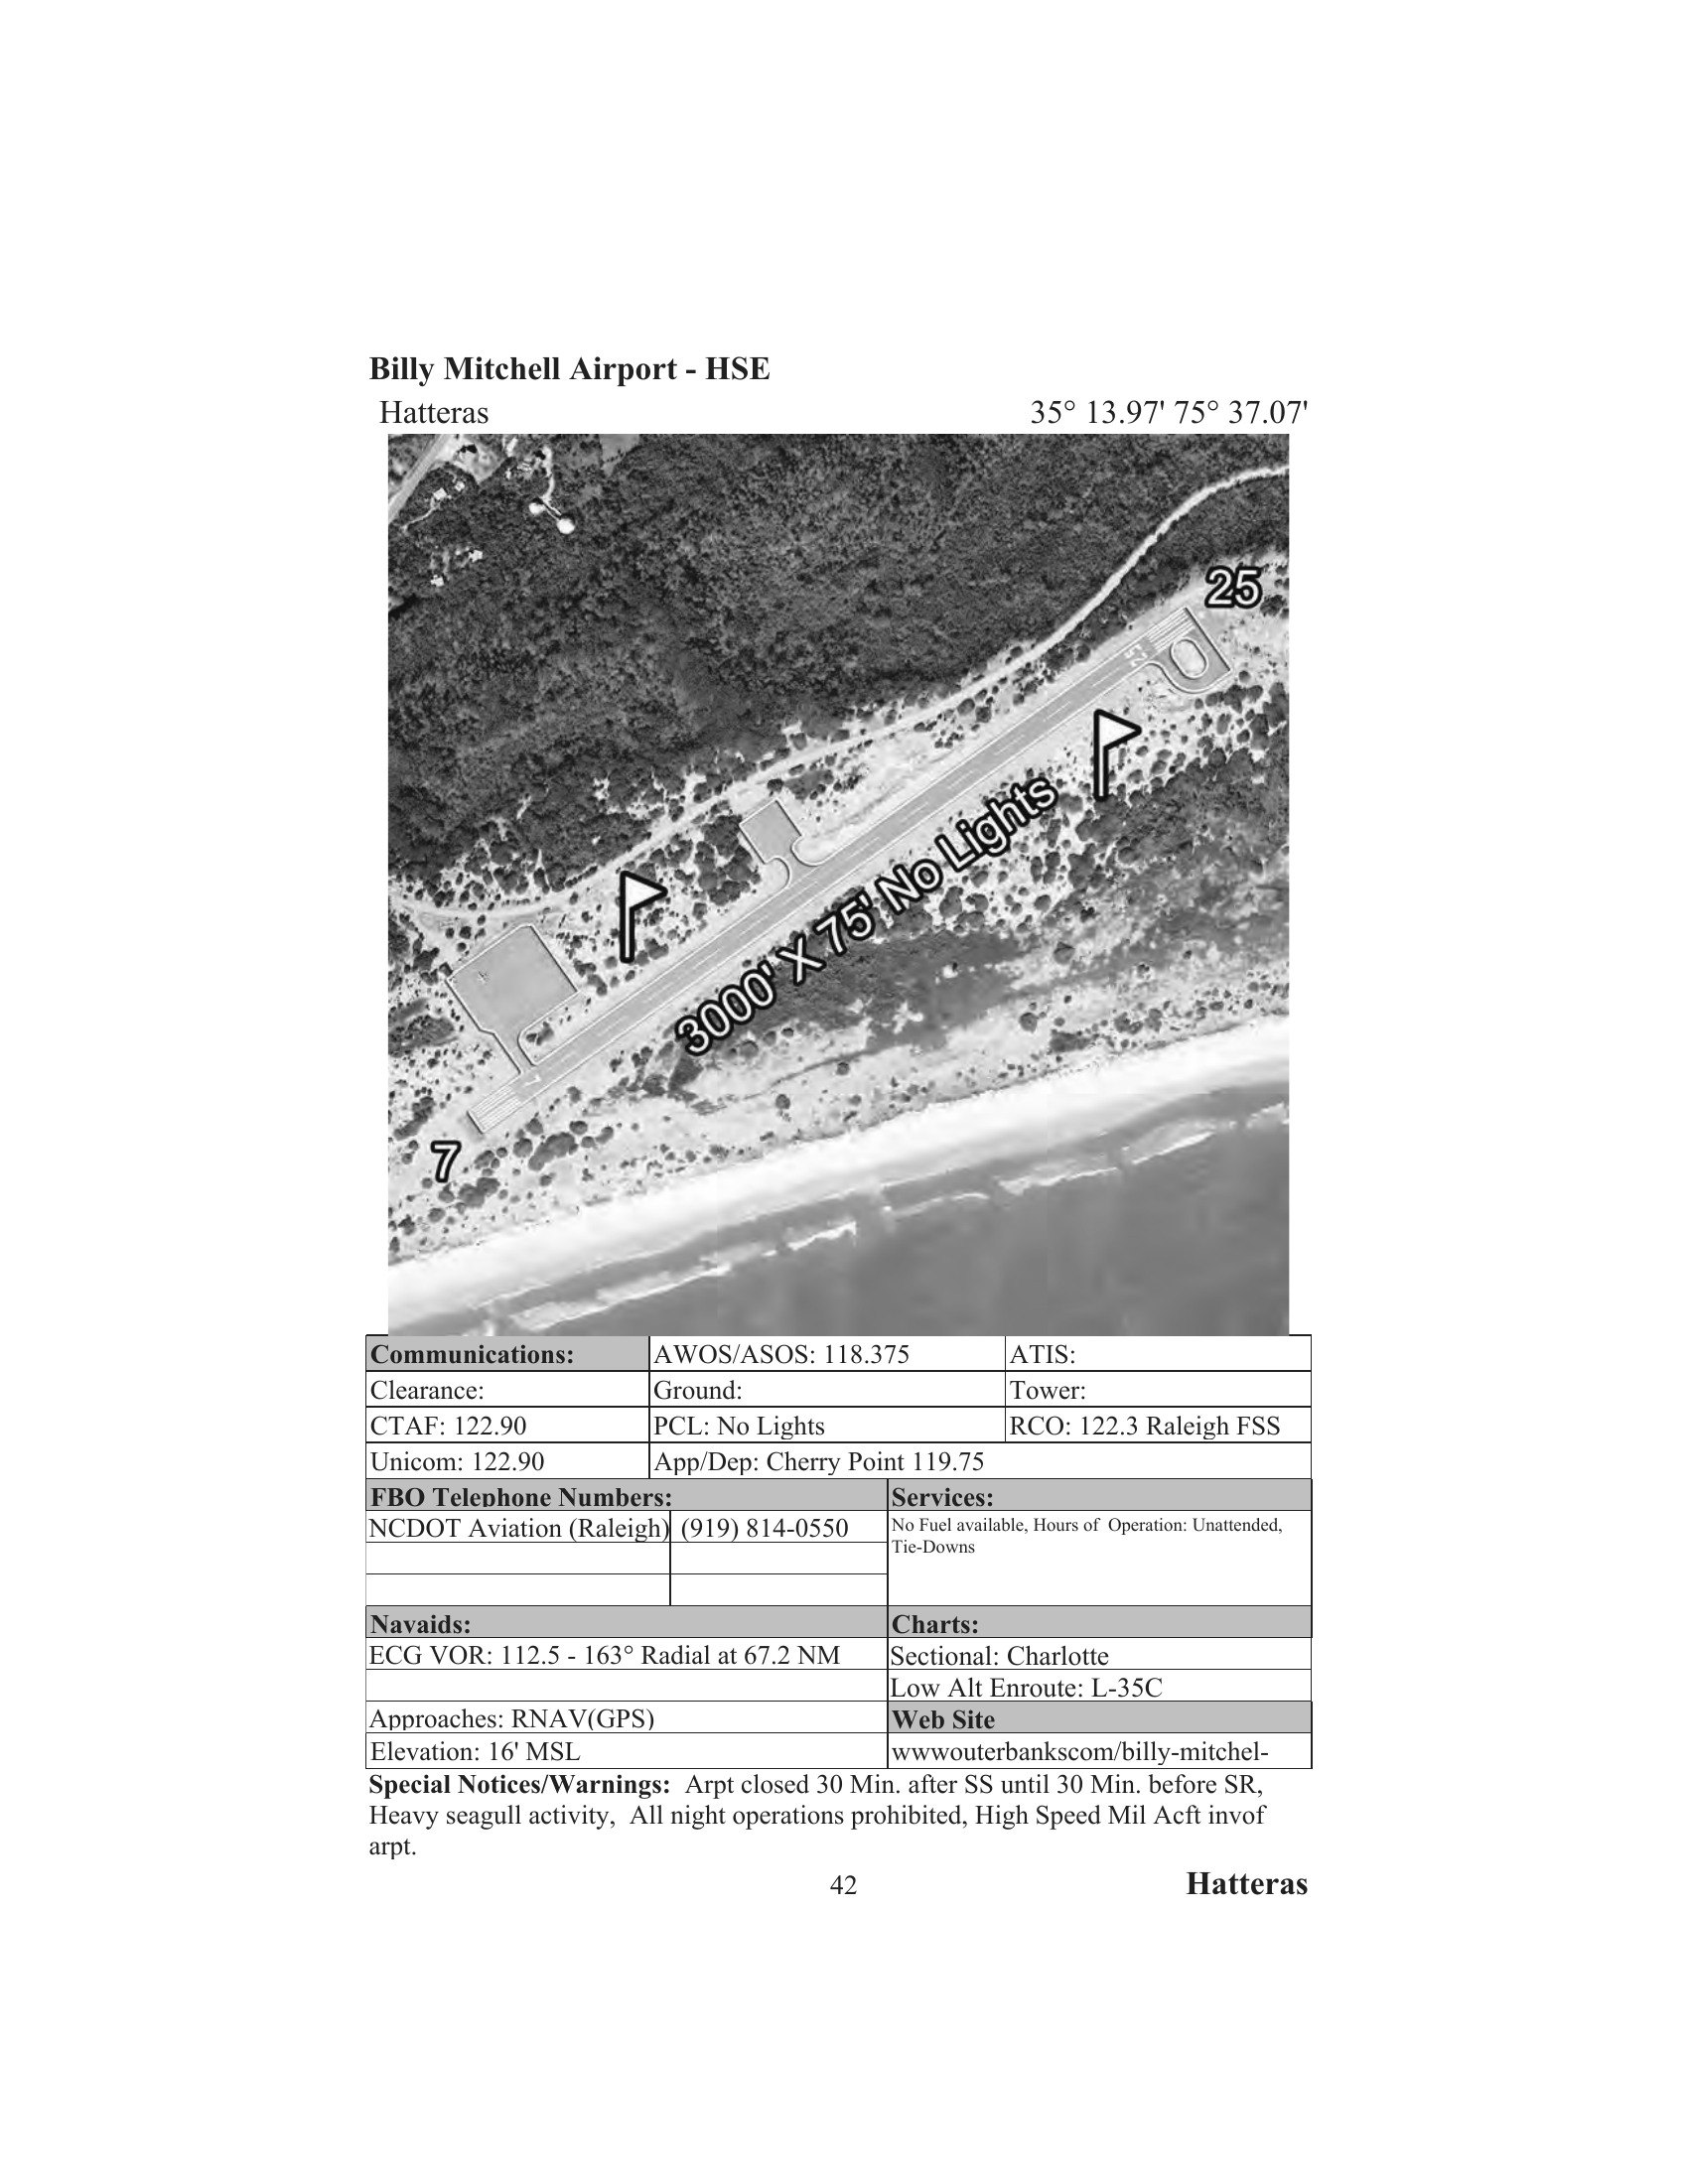 Billy Mitchell Airport - HSE
Hatteras 35° 13.97' 75° 37.07'
25
25
3000' X 75' No Lights
7
7
Communications: AWOS/ASOS: 118.375 ATIS:
Clearance: Ground: Tower:
CTAF: 122.90 PCL: No Lights RCO: 122.3 Raleigh FSS
Unicom: 122.90 App/Dep: Cherry Point 119.75
FBO Telephone Numbers: Services:
NCDOT Aviation (Raleigh) (919) 814-0550 No Fuel available, Hours of Operation: Unattended,
Tie-Downs
Navaids: Charts:
ECG VOR: 112.5 - 163° Radial at 67.2 NM Sectional: Charlotte
Low Alt Enroute: L-35C
Approaches: RNAV(GPS) Web Site
Elevation: 16' MSL wwwouterbankscom/billy-mitchel-
Special Notices/Warnings: Arpt closed 30 Min. after SS until 30 Min. before SR,
Heavy seagull activity, All night operations prohibited, High Speed Mil Acft invof
arpt.
42 Hatteras